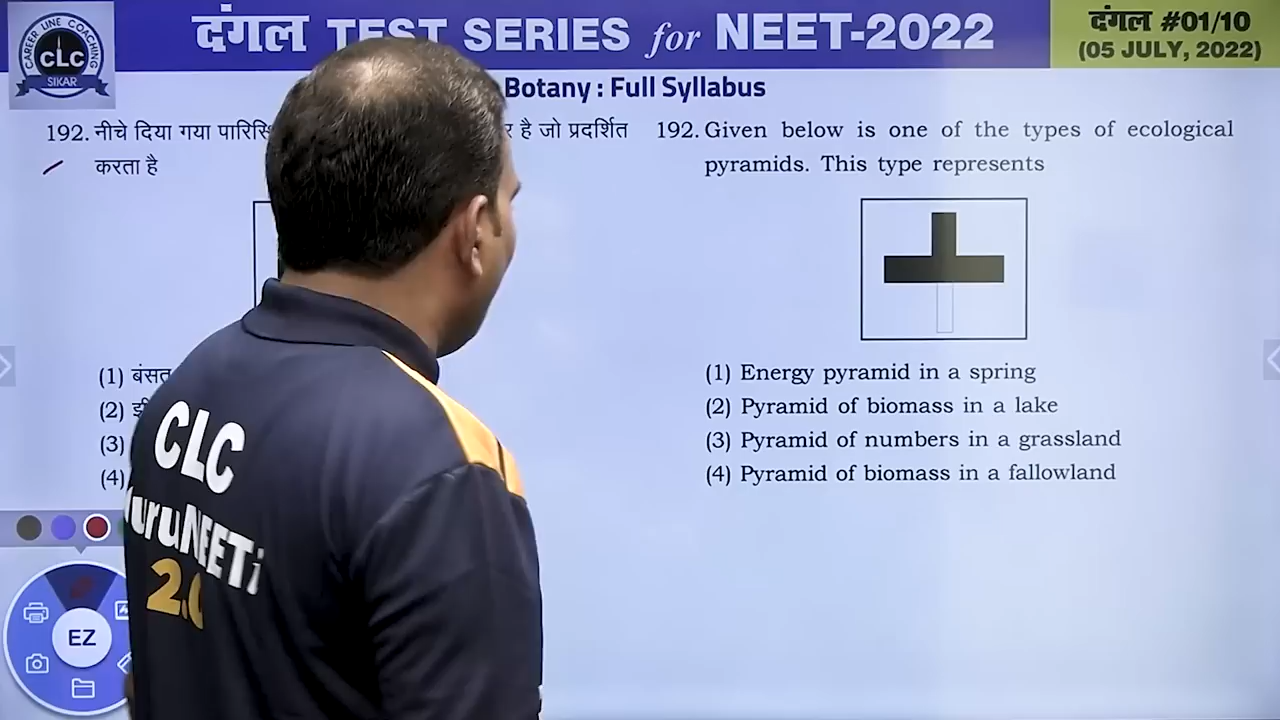 CAREER LINE COACHING
CLC
SIKAR
दंगल TEST SERIES for NEET-2022
दंगल #01/10
(05 JULY, 2022)
Botany : Full Syllabus
192. नीचे दिया गया है जो प्रदर्शित
करता है
(1)
(2)
(3)
(4)
192. Given below is one of the types of ecological
pyramids. This type represents
(1) Energy pyramid in a spring
(2) Pyramid of biomass in a lake
(3) Pyramid of numbers in a grassland
(4) Pyramid of biomass in a fallowland
CLC
2.0
EZ